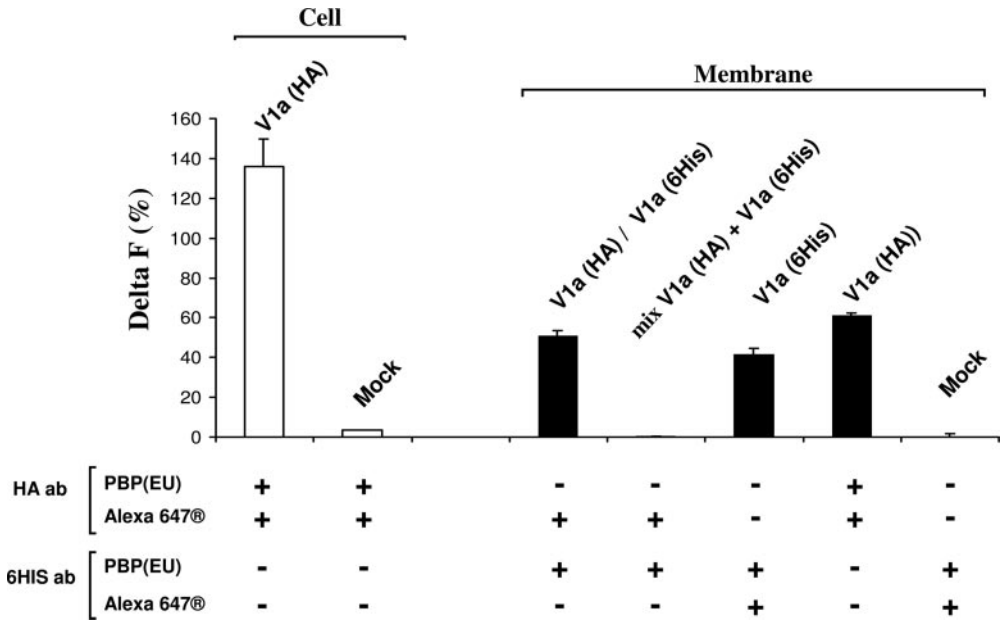 Cell
Membrane
V1a (HA)
Mock
V1a (HA) / V1a (6His)
mix V1a (HA) + V1a (6His)
V1a (6His)
V1a (HA))
Mock
Delta F (%)
160
140
120
100
80
60
40
20
0
HA ab
PBP(EU) + + - - - + -
Alexa 647® + + + + - + -
6HIS ab
PBP(EU) - - + + + - +
Alexa 647® - - - - + - +